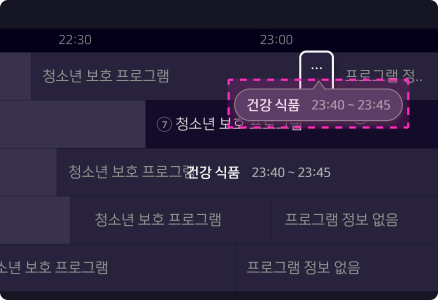 22:30 23:00
청소년 보호 프로그램 ... 프로그램 정..
건강 식품 23:40 ~ 23:45
⑦ 청소년 보호 프로그램
청소년 보호 프로그램 건강 식품 23:40 ~ 23:45
청소년 보호 프로그램 프로그램 정보 없음
소년 보호 프로그램 프로그램 정보 없음